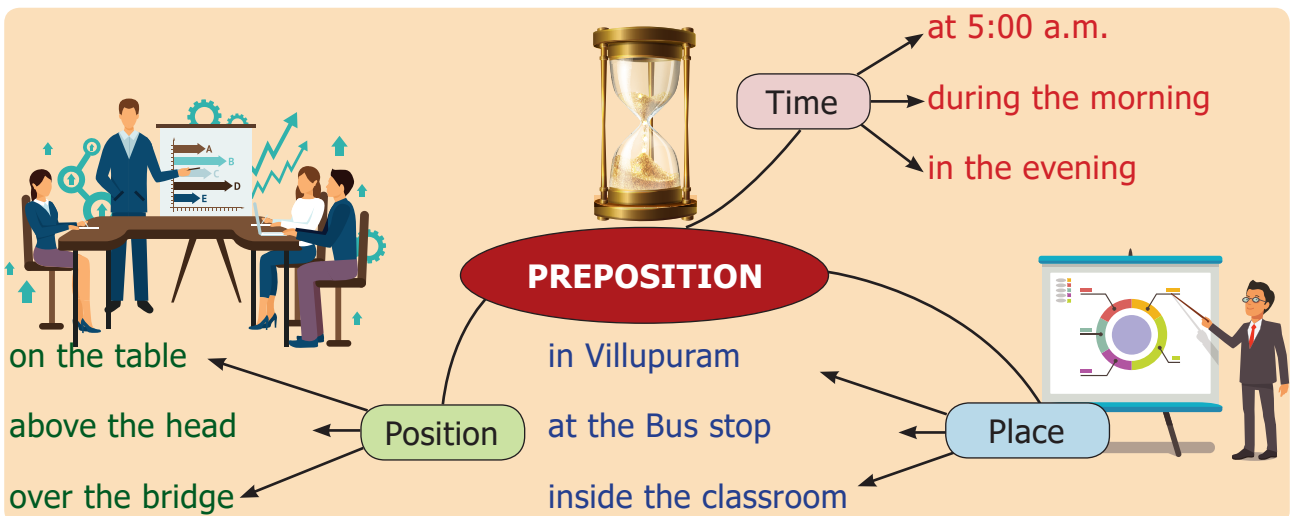 at 5:00 a.m.
Time
during the morning
in the evening
A
B
C
D
E
PREPOSITION
on the table
above the head
over the bridge
Position
in Villupuram
at the Bus stop
inside the classroom
Place